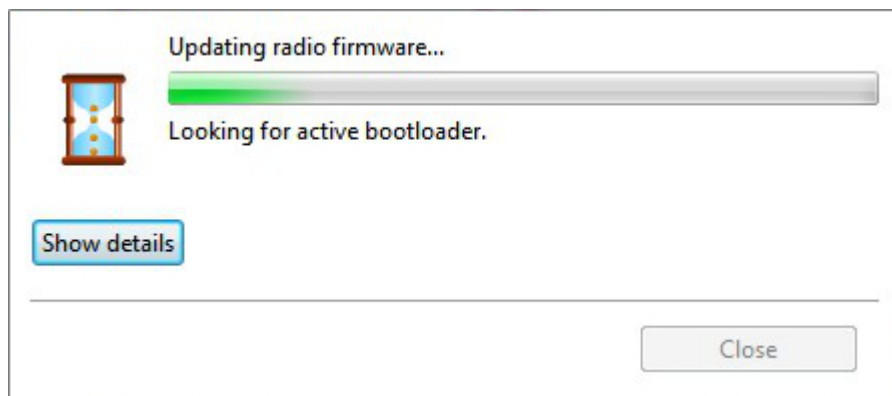 Updating radio firmware...
Looking for active bootloader.
Show details
Close